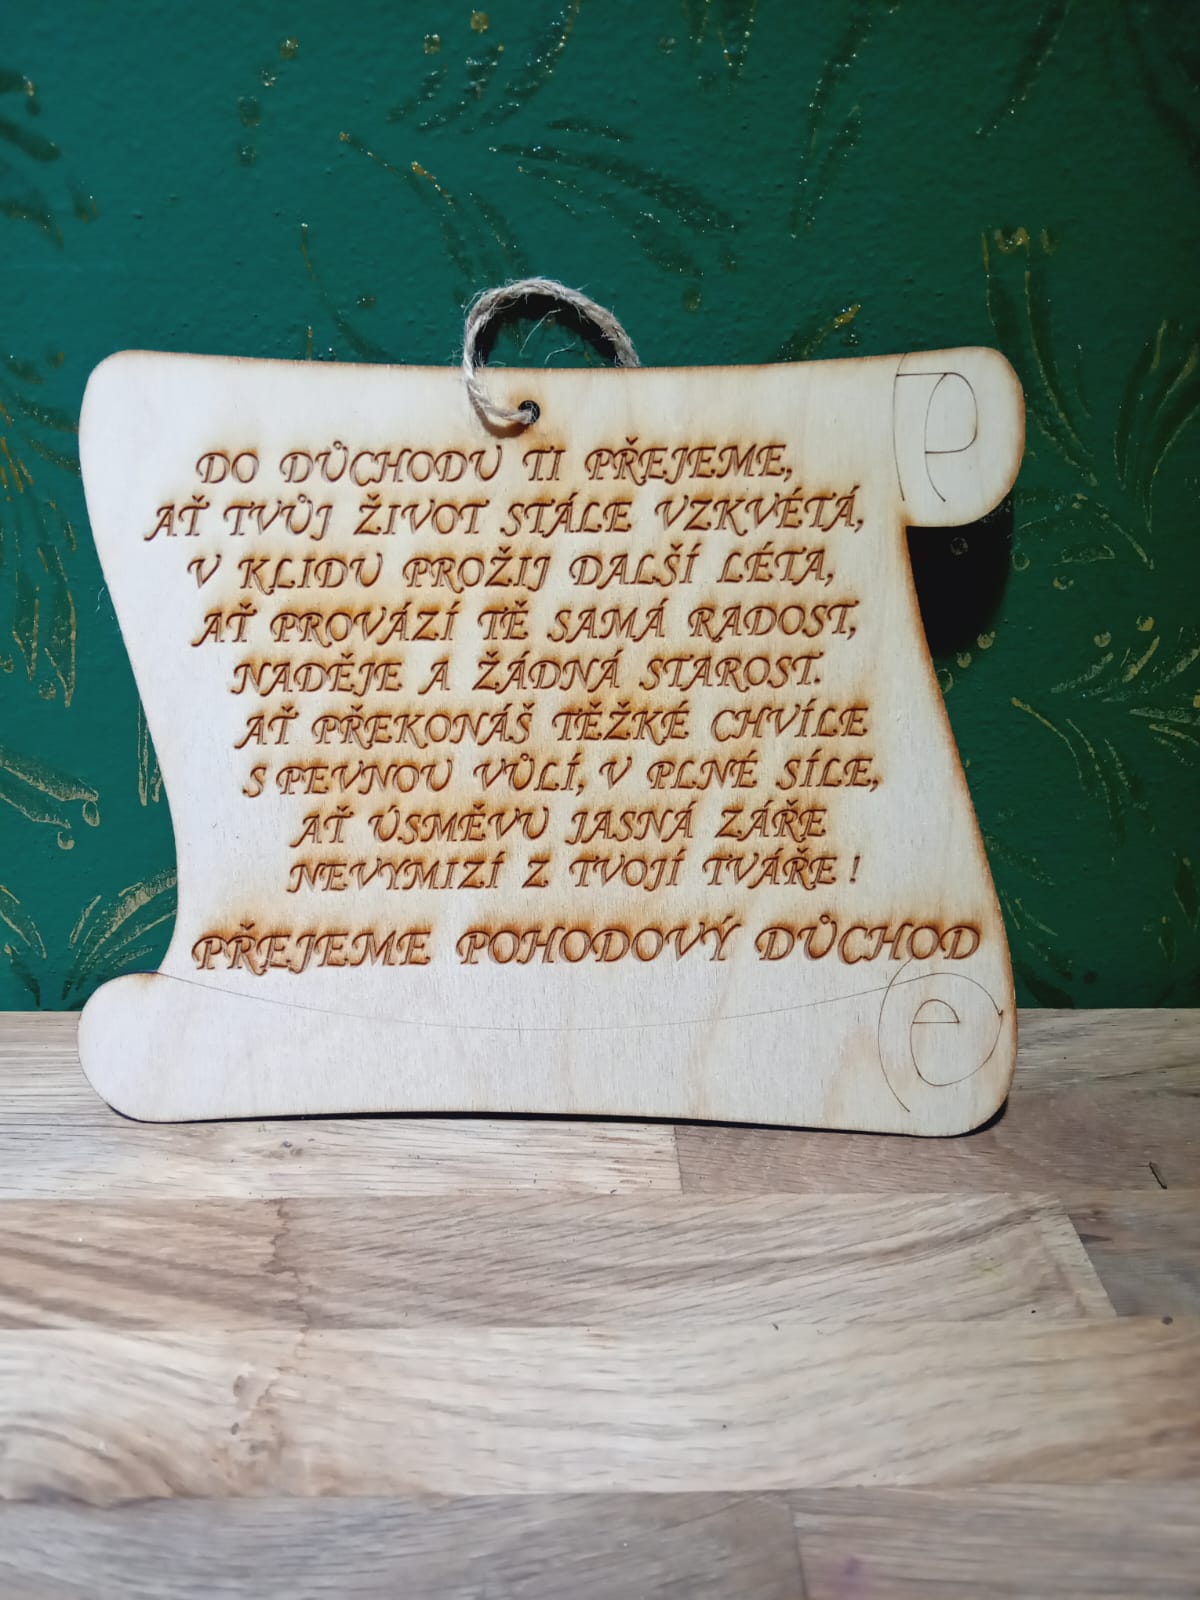 DO DŮCHODU TI PŘEJEME,
AŤ TVŮJ ŽIVOT STÁLE VZKVÉTÁ,
V KLIDU PROŽIJ DALŠÍ LÉTA,
AŤ PROVÁZÍ TĚ SAMÁ RADOST,
NADĚJE A ŽÁDNÁ STAROST.
AŤ PŘEKONÁŠ TĚŽKÉ CHVÍLE
S PEVNOU VŮLÍ, V PLNÉ SÍLE,
AŤ ÚSMĚVU JASNÁ ZÁŘE
NEVYMIZÍ Z TVOJÍ TVÁŘE !
PŘEJEME POHODOVÝ DŮCHOD